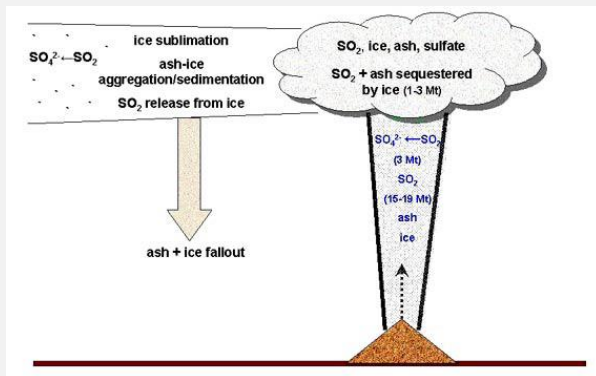 ice sublimation
SO₄²⁻←SO₂
ash-ice
aggregation/sedimentation
SO₂ release from ice
ash + ice fallout
SO₂, ice, ash, sulfate
SO₂ + ash sequestered
by ice (1-3 Mt)
SO₄²⁻ ←SO₂
(3 Mt)
SO₂
(15-19 Mt)
ash
ice